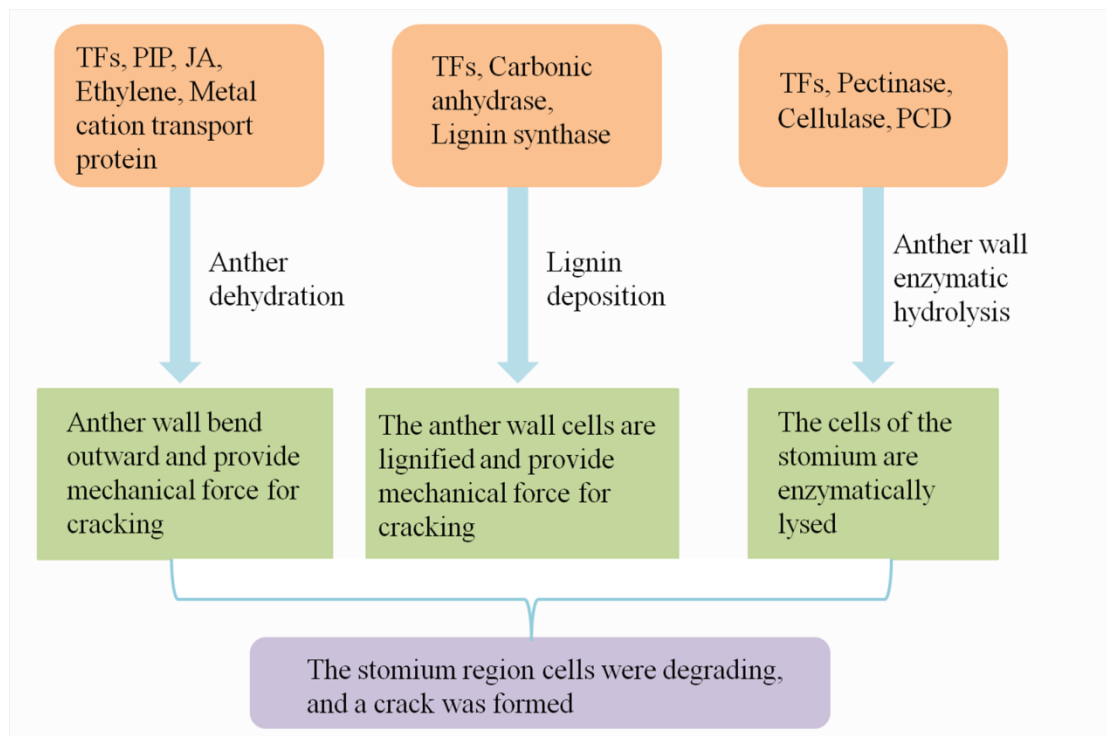 TFs, PIP, JA,
Ethylene, Metal
cation transport
protein
TFs, Carbonic
anhydrase,
Lignin synthase
TFs, Pectinase,
Cellulase, PCD
Anther
dehydration
Lignin
deposition
Anther wall
enzymatic
hydrolysis
Anther wall bend
outward and provide
mechanical force for
cracking
The anther wall cells are
lignified and provide
mechanical force for
cracking
The cells of the
stomium are
enzymatically
lysed
The stomium region cells were degrading,
and a crack was formed